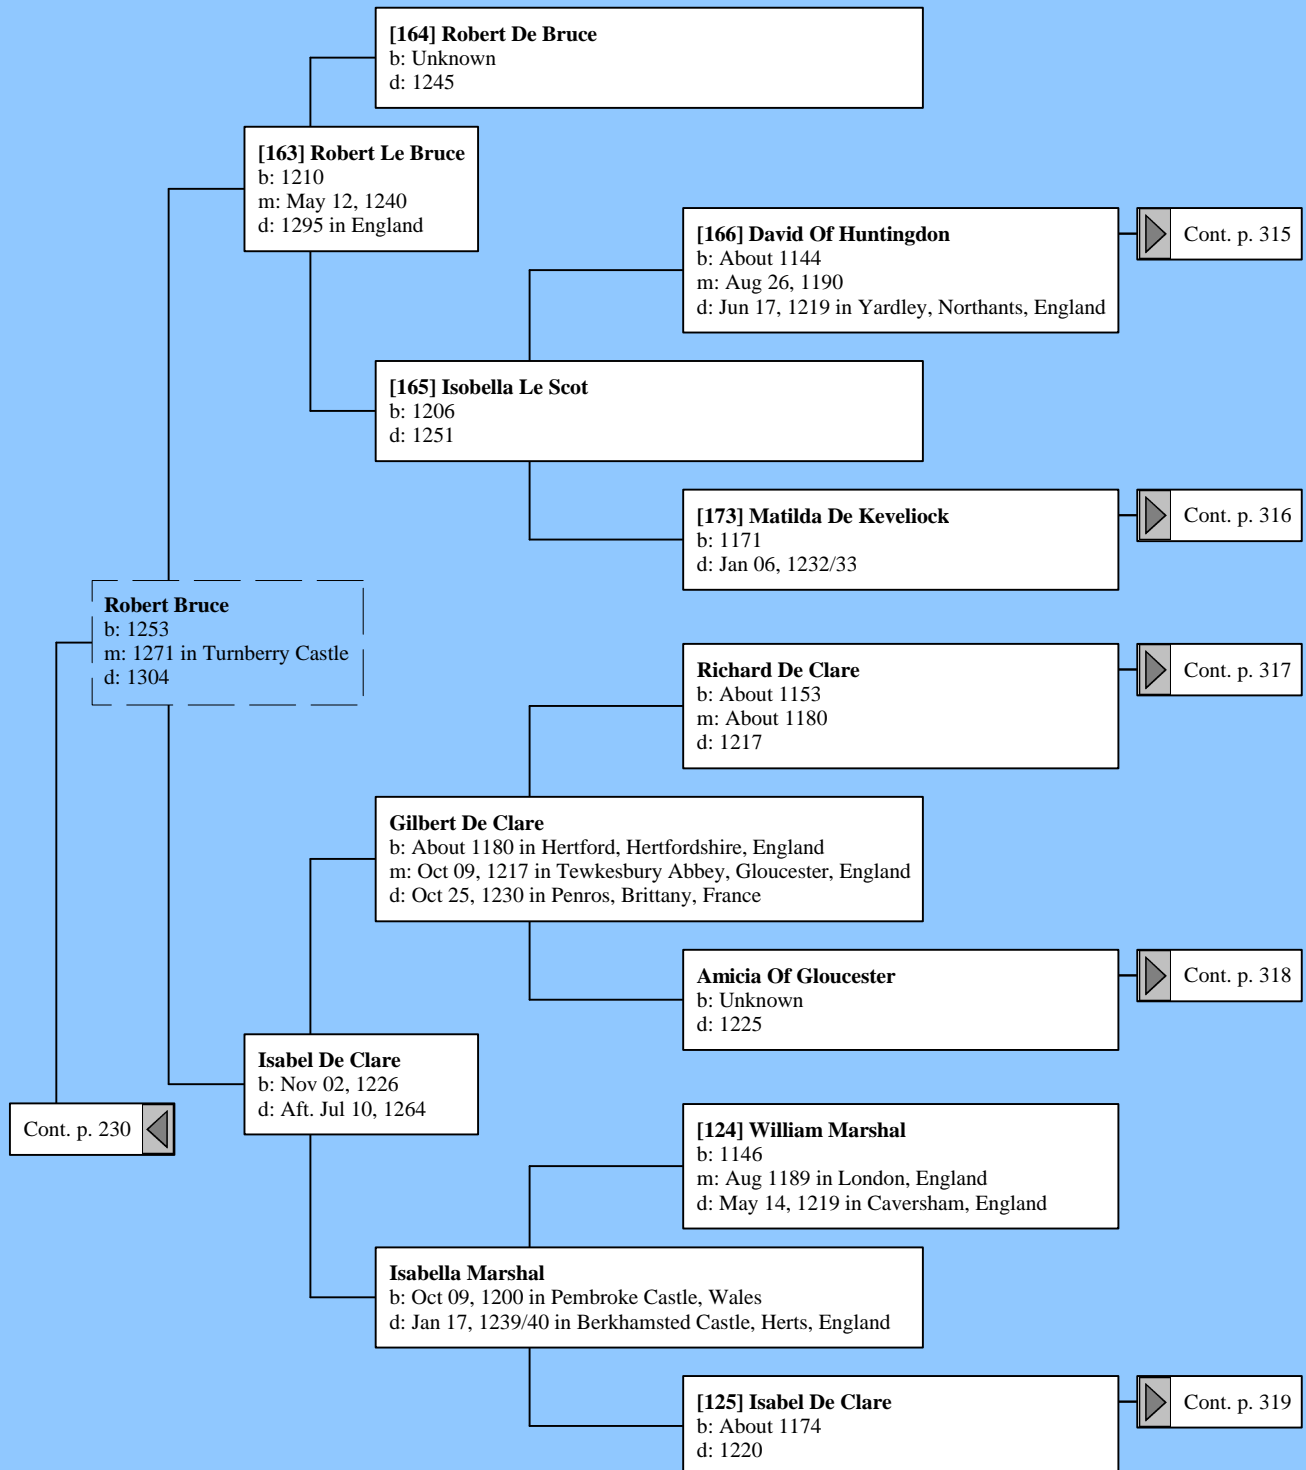 [164] Robert De Bruce
b: Unknown
d: 1245
[163] Robert Le Bruce
b: 1210
m: May 12, 1240
d: 1295 in England
[166] David Of Huntingdon
b: About 1144
m: Aug 26, 1190
d: Jun 17, 1219 in Yardley, Northants, England
Cont. p. 315
[165] Isobella Le Scot
b: 1206
d: 1251
[173] Matilda De Keveliock
b: 1171
d: Jan 06, 1232/33
Cont. p. 316
Robert Bruce
b: 1253
m: 1271 in Turnberry Castle
d: 1304
Richard De Clare
b: About 1153
m: About 1180
d: 1217
Cont. p. 317
Gilbert De Clare
b: About 1180 in Hertford, Hertfordshire, England
m: Oct 09, 1217 in Tewkesbury Abbey, Gloucester, England
d: Oct 25, 1230 in Penros, Brittany, France
Amicia Of Gloucester
b: Unknown
d: 1225
Cont. p. 318
Isabel De Clare
b: Nov 02, 1226
d: Aft. Jul 10, 1264
Cont. p. 230
[124] William Marshal
b: 1146
m: Aug 1189 in London, England
d: May 14, 1219 in Caversham, England
Isabella Marshal
b: Oct 09, 1200 in Pembroke Castle, Wales
d: Jan 17, 1239/40 in Berkhamsted Castle, Herts, England
[125] Isabel De Clare
b: About 1174
d: 1220
Cont. p. 319